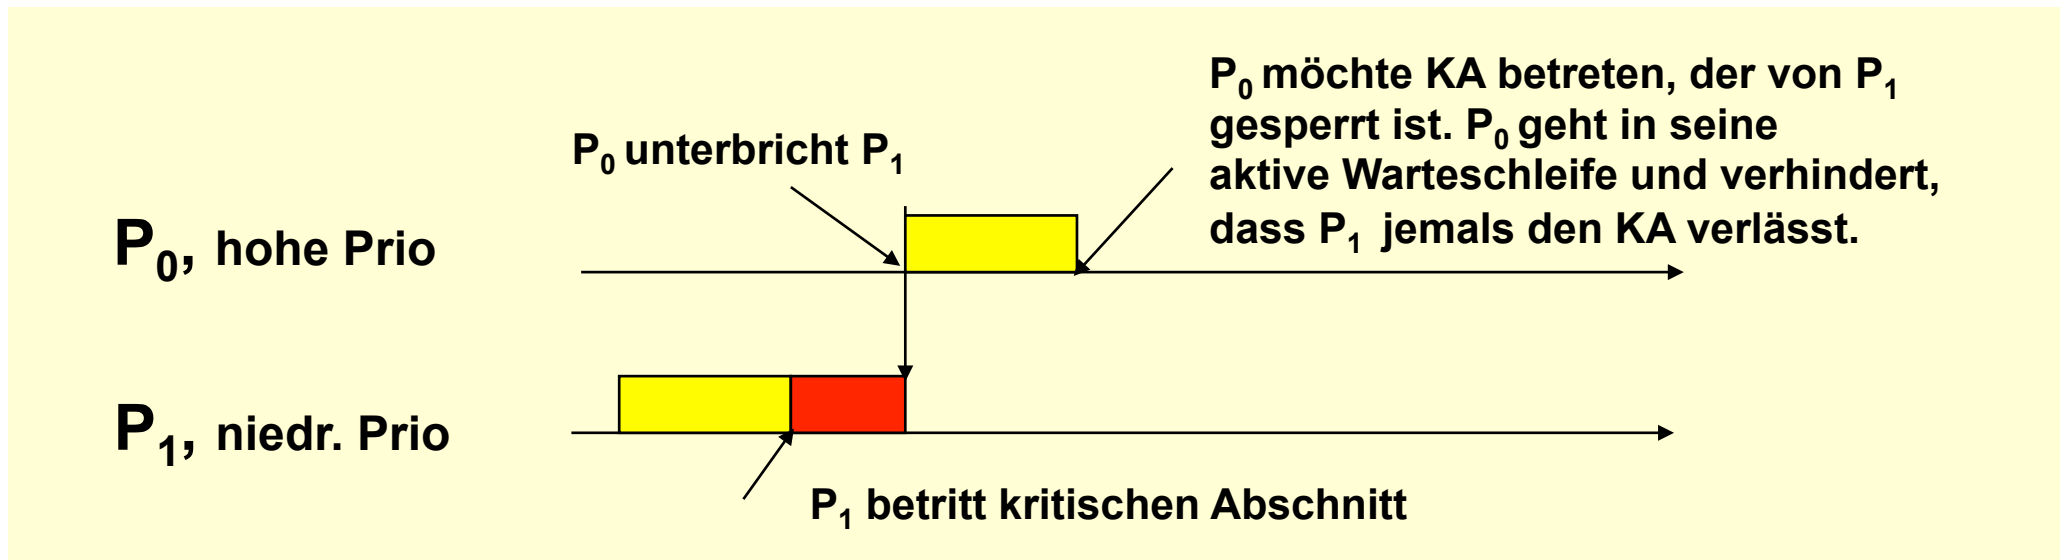 P₀ möchte KA betreten, der von P₁
gesperrt ist. P₀ geht in seine
aktive Warteschleife und verhindert,
dass P₁ jemals den KA verlässt.
P₀ unterbricht P₁
P₀, hohe Prio
P₁, niedr. Prio
P₁ betritt kritischen Abschnitt